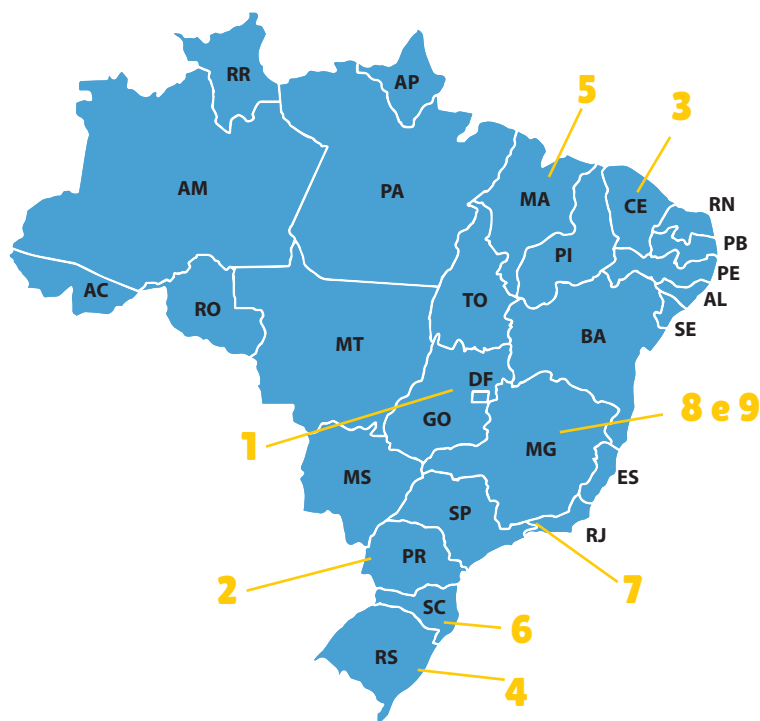 RR
AP
5
3
AM
PA
MA
CE
RN
PB
PI
PE
AC
TO
AL
RO
SE
MT
BA
DF
8 e 9
1
GO
MG
MS
ES
SP
RJ
PR
2
7
SC
6
RS
4